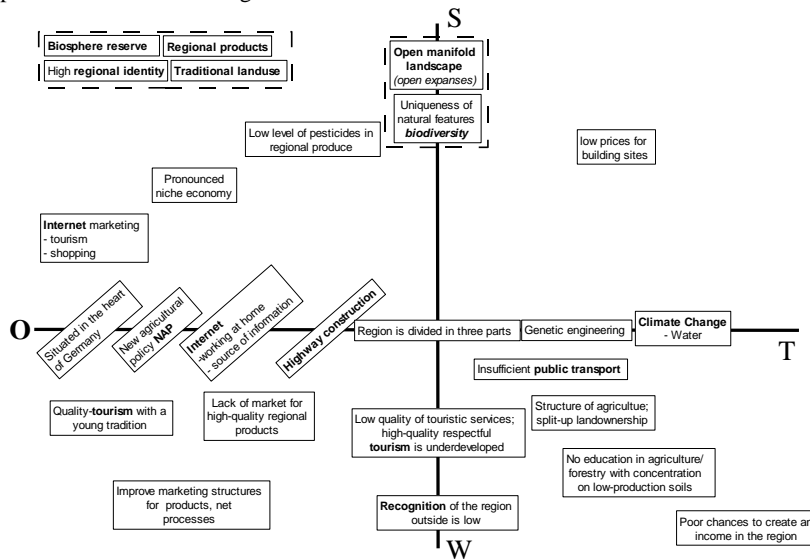 S
Biosphere reserve
Regional products
High regional identity
Traditional landuse
Open manifold
landscape
(open expanses)
Uniqueness of
natural features
biodiversity
Low level of pesticides in
regional produce
low prices for
building sites
Pronounced
niche economy
Internet marketing
- tourism
- shopping
O
Situated in the heart
of Germany
New agricultural
policy NAP
Internet
-working at home
- source of information
Highway construction
Region is divided in three parts
Genetic engineering
Climate Change
- Water
T
Insufficient public transport
Quality-tourism with a
young tradition
Lack of market for
high-quality regional
products
Low quality of touristic services;
high-quality respectful
tourism is underdeveloped
Structure of agricultue;
split-up landownership
No education in agriculture/
forestry with concentration
on low-production soils
Improve marketing structures
for products, net
processes
Recognition of the region
outside is low
Poor chances to create an
income in the region
W